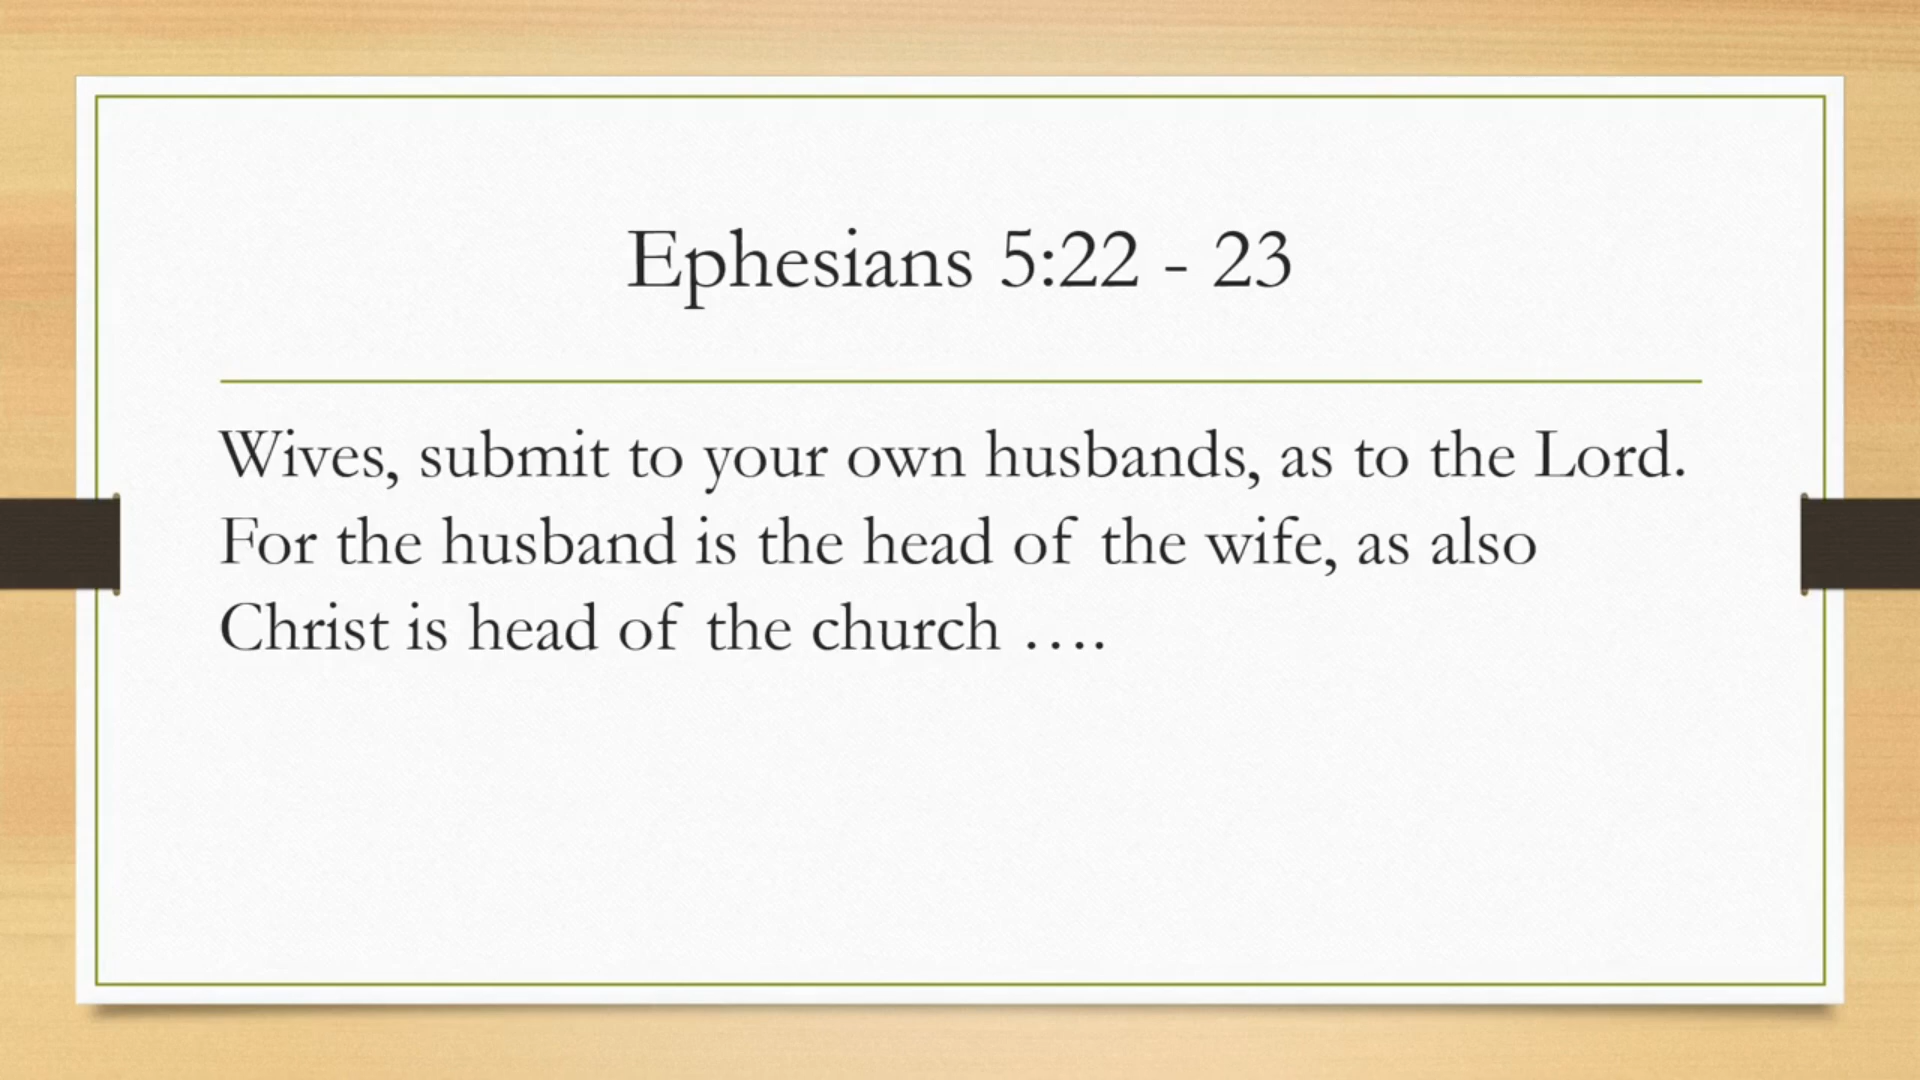 Ephesians 5:22 - 23
Wives, submit to your own husbands, as to the Lord.
For the husband is the head of the wife, as also
Christ is head of the church ….